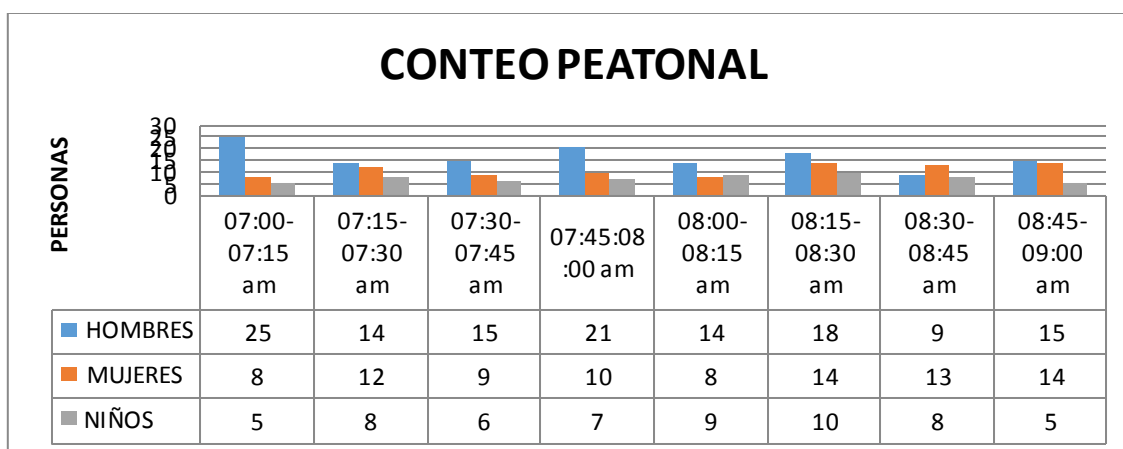 CONTEO PEATONAL
PERSONAS
30
25
20
15
10
5
0
07:00-
07:15
am
07:15-
07:30
am
07:30-
07:45
am
07:45:08
:00 am
08:00-
08:15
am
08:15-
08:30
am
08:30-
08:45
am
08:45-
09:00
am
HOMBRES 25 14 15 21 14 18 9 15
MUJERES 8 12 9 10 8 14 13 14
NIÑOS 5 8 6 7 9 10 8 5